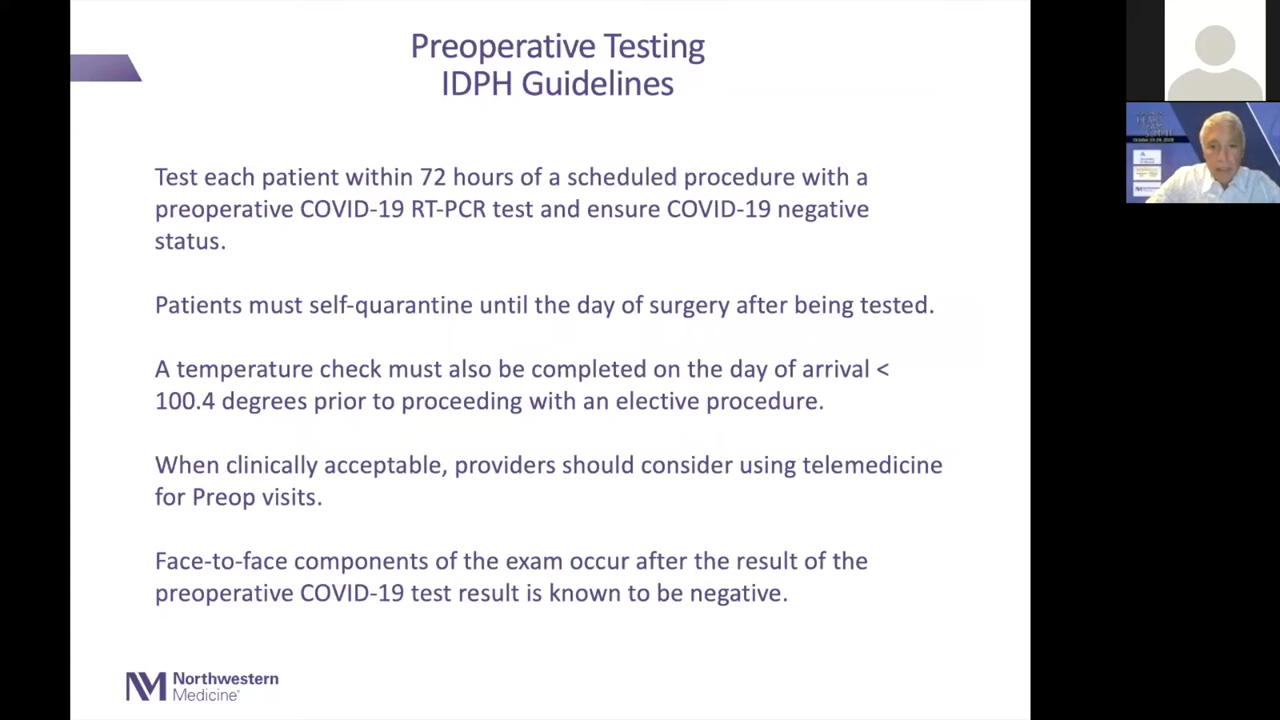 Preoperative Testing
IDPH Guidelines
Test each patient within 72 hours of a scheduled procedure with a
preoperative COVID-19 RT-PCR test and ensure COVID-19 negative
status.
Patients must self-quarantine until the day of surgery after being tested.
A temperature check must also be completed on the day of arrival <
100.4 degrees prior to proceeding with an elective procedure.
When clinically acceptable, providers should consider using telemedicine
for Preop visits.
Face-to-face components of the exam occur after the result of the
preoperative COVID-19 test result is known to be negative.
Northwestern
Medicine®